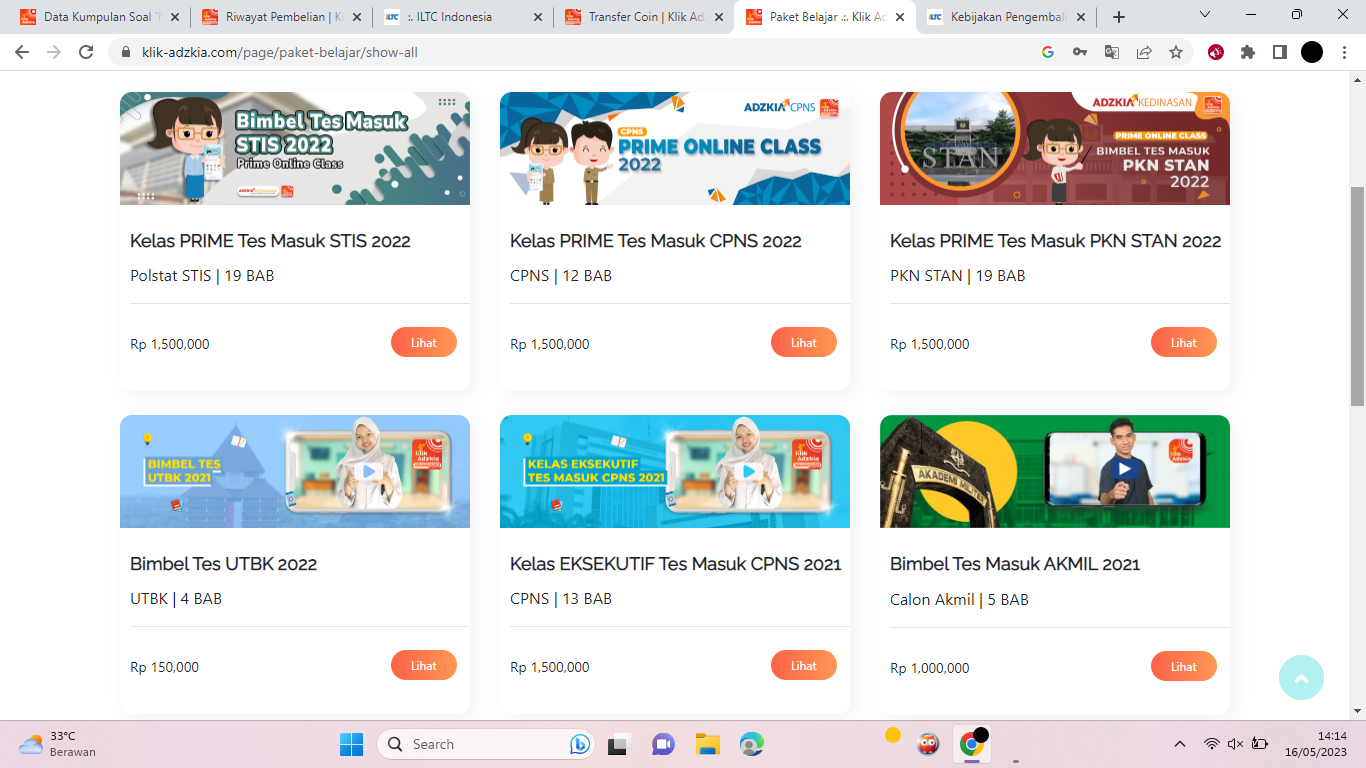 Data Kumpulan Soal
Riwayat Pembelian | Kl
:. ILTC Indonesia
Transfer Coin | Klik Ad
Paket Belajar .:. Klik Ad
Kebijakan Pengembali
klik-adzkia.com/page/paket-belajar/show-all
Bimbel Tes Masuk
STIS 2022
Prime Online Class
ADZKIA CPNS
CPNS
PRIME ONLINE CLASS
2022
ADZKIA KEDINASAN
STAN
PRIME ONLINE CLASS
BIMBEL TES MASUK
PKN STAN
2022
Kelas PRIME Tes Masuk STIS 2022
Polstat STIS | 19 BAB
Rp 1,500,000
Lihat
Kelas PRIME Tes Masuk CPNS 2022
CPNS | 12 BAB
Rp 1,500,000
Lihat
Kelas PRIME Tes Masuk PKN STAN 2022
PKN STAN | 19 BAB
Rp 1,500,000
Lihat
BIMBEL TES
UTBK 2021
Klik
Adzkia
KELAS EKSEKUTIF
TES MASUK CPNS 2021
Klik
Adzkia
AKADEMI MILITER
Klik
Adzkia
Bimbel Tes UTBK 2022
UTBK | 4 BAB
Rp 150,000
Lihat
Kelas EKSEKUTIF Tes Masuk CPNS 2021
CPNS | 13 BAB
Rp 1,500,000
Lihat
Bimbel Tes Masuk AKMIL 2021
Calon Akmil | 5 BAB
Rp 1,000,000
Lihat
33°C
Berawan
Search
14:14
16/05/2023